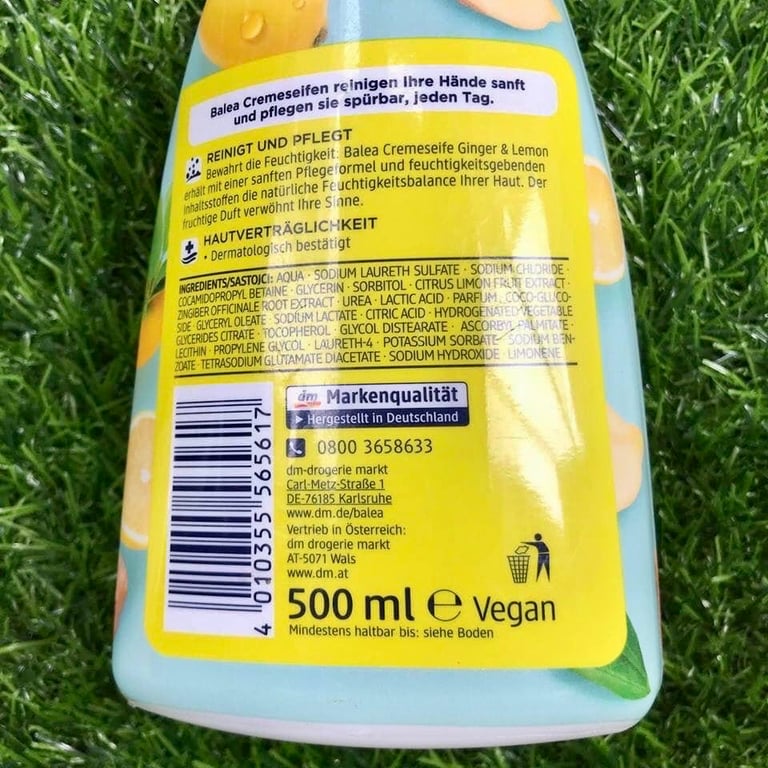 Balea Cremeseifen reinigen Ihre Hände sanft
und pflegen sie spürbar, jeden Tag.
REINIGT UND PFLEGT
Bewahrt die Feuchtigkeit: Balea Cremeseife Ginger & Lemon
erhält mit einer sanften Pflegeformel und feuchtigkeitsgebenden
Inhaltsstoffen die natürliche Feuchtigkeitsbalance Ihrer Haut. Der
fruchtige Duft verwöhnt Ihre Sinne.
HAUTVERTRÄGLICHKEIT
• Dermatologisch bestätigt
INGREDIENTS/SASTOJCI: AQUA · SODIUM LAURETH SULFATE · SODIUM CHLORIDE ·
COCAMIDOPROPYL BETAINE · GLYCERIN · SORBITOL · CITRUS LIMON FRUIT EXTRACT ·
ZINGIBER OFFICINALE ROOT EXTRACT · UREA · LACTIC ACID · PARFUM · COCO-GLUCO-
SIDE · GLYCERYL OLEATE · SODIUM LACTATE · CITRIC ACID · HYDROGENATED VEGETABLE
GLYCERIDES CITRATE · TOCOPHEROL · GLYCOL DISTEARATE · ASCORBYL PALMITATE ·
LECITHIN · PROPYLENE GLYCOL · LAURETH-4 · POTASSIUM SORBATE · SODIUM BEN-
ZOATE · TETRASODIUM GLUTAMATE DIACETATE · SODIUM HYDROXIDE · LIMONENE.
dm Markenqualität
Hergestellt in Deutschland
0800 3658633
dm-drogerie markt
Carl-Metz-Straße 1
DE-76185 Karlsruhe
www.dm.de/balea
Vertrieb in Österreich:
dm drogerie markt
AT-5071 Wals
www.dm.at
4 010355 565617
500 ml ℮ Vegan
Mindestens haltbar bis: siehe Boden